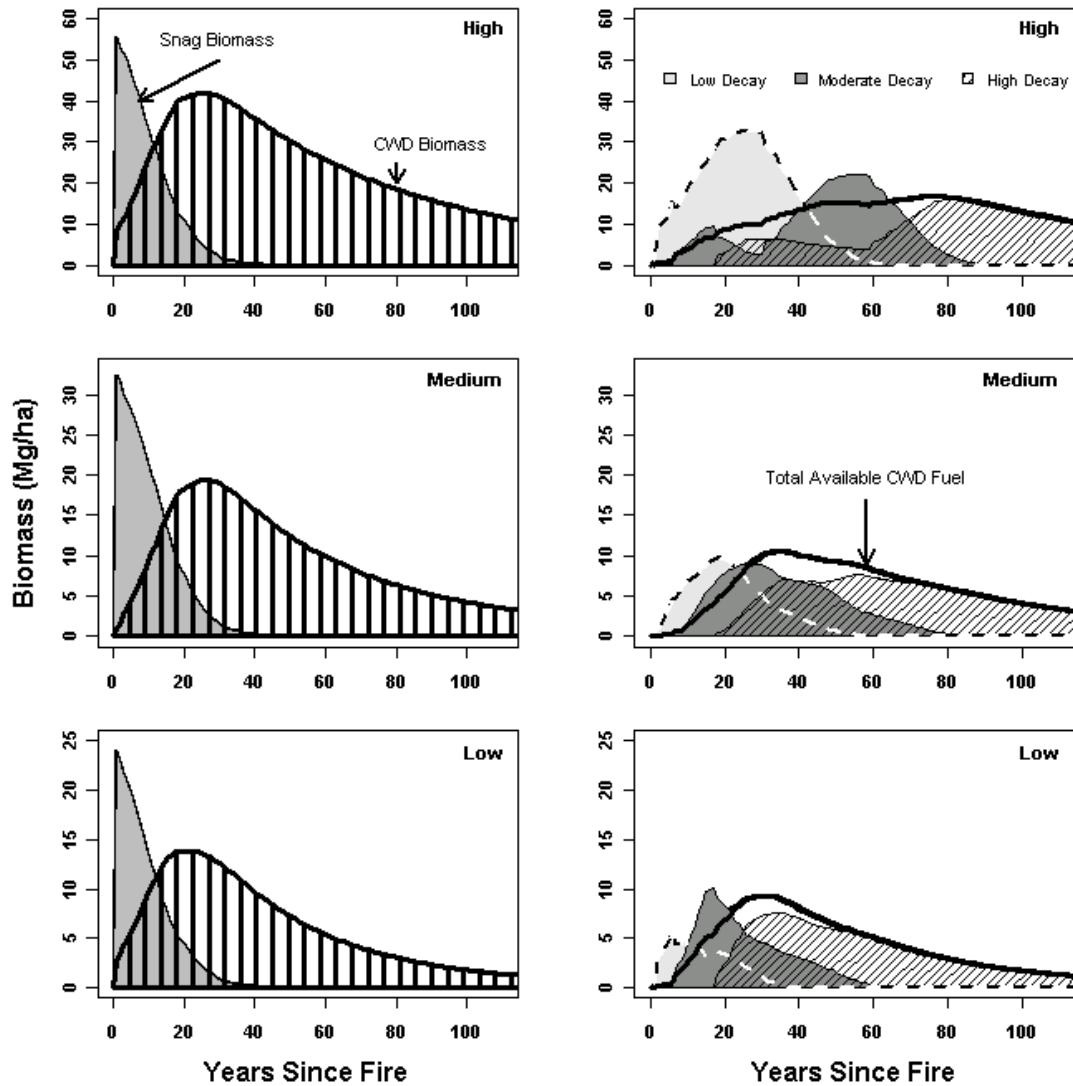 High
Snag Biomass
CWD Biomass
0 10 20 30 40 50 60
0 20 40 60 80 100
High
Low Decay Moderate Decay High Decay
0 10 20 30 40 50 60
0 20 40 60 80 100
Medium
0 5 10 15 20 25 30
0 20 40 60 80 100
Medium
Total Available CWD Fuel
0 5 10 15 20 25 30
0 20 40 60 80 100
Biomass (Mg/ha)
Low
0 5 10 15 20 25
0 20 40 60 80 100
Years Since Fire
Low
0 5 10 15 20 25
0 20 40 60 80 100
Years Since Fire